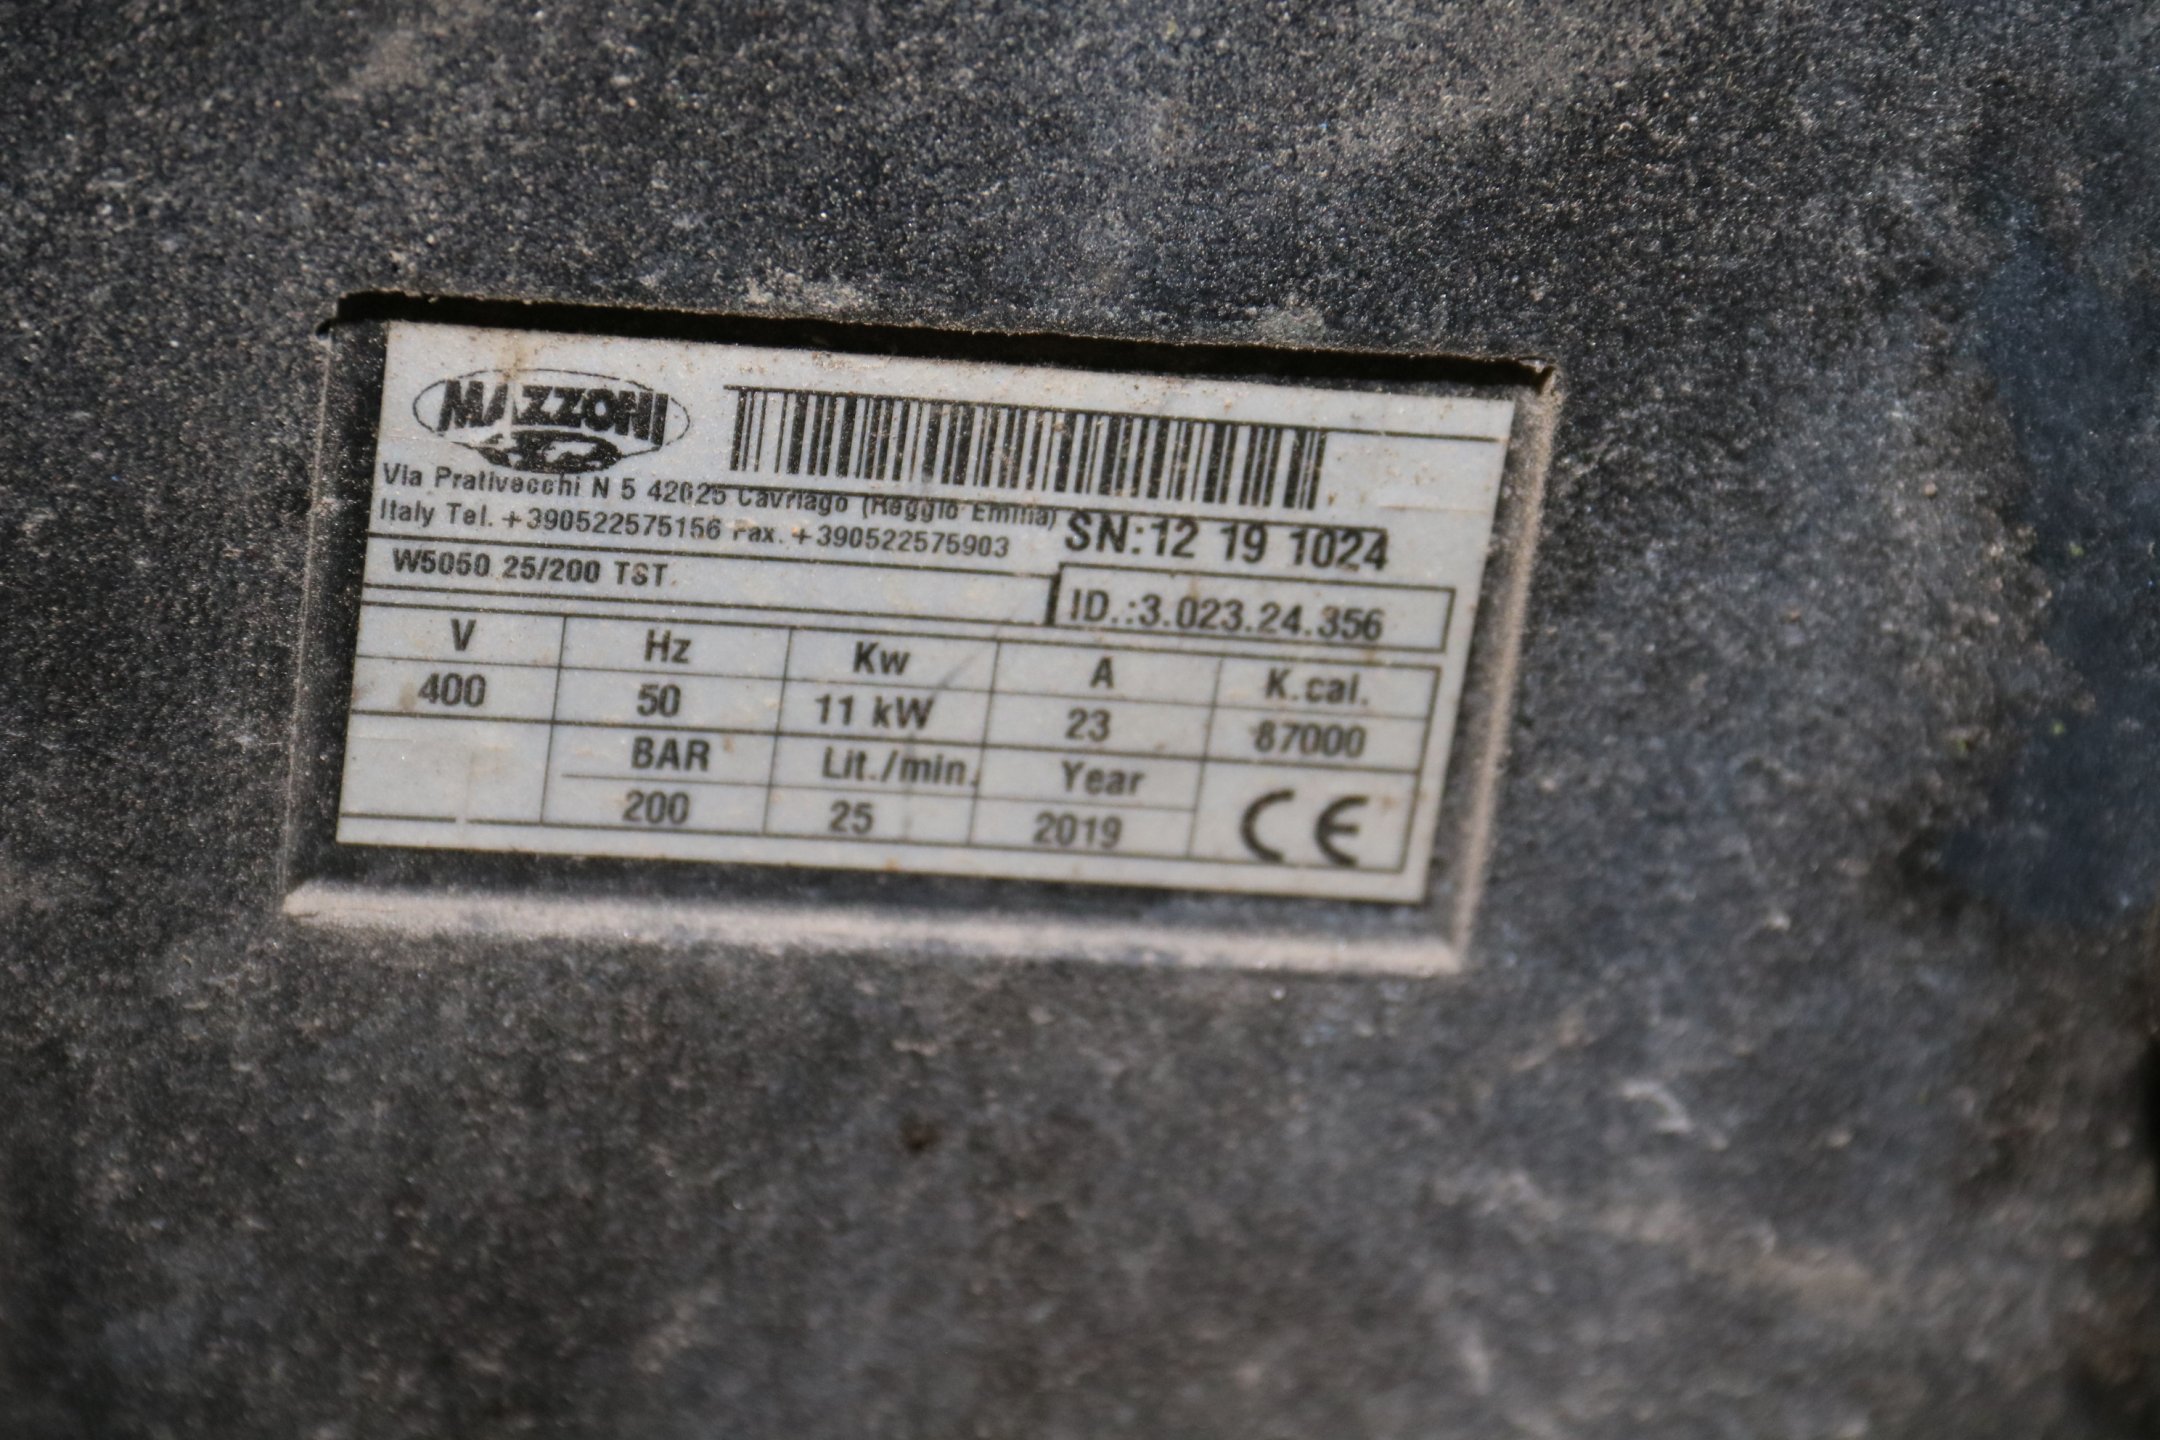 MAZZONI
Via Prativecchi N 5 42025 Cavriago (Reggio Emilia)
Italy Tel. +390522575156 Fax. +390522575903
SN:12 19 1024
W5050 25/200 TST
ID.:3.023.24.356
V Hz Kw A K.cal.
400 50 11 kW 23 87000
BAR Lit./min. Year
200 25 2019
CE